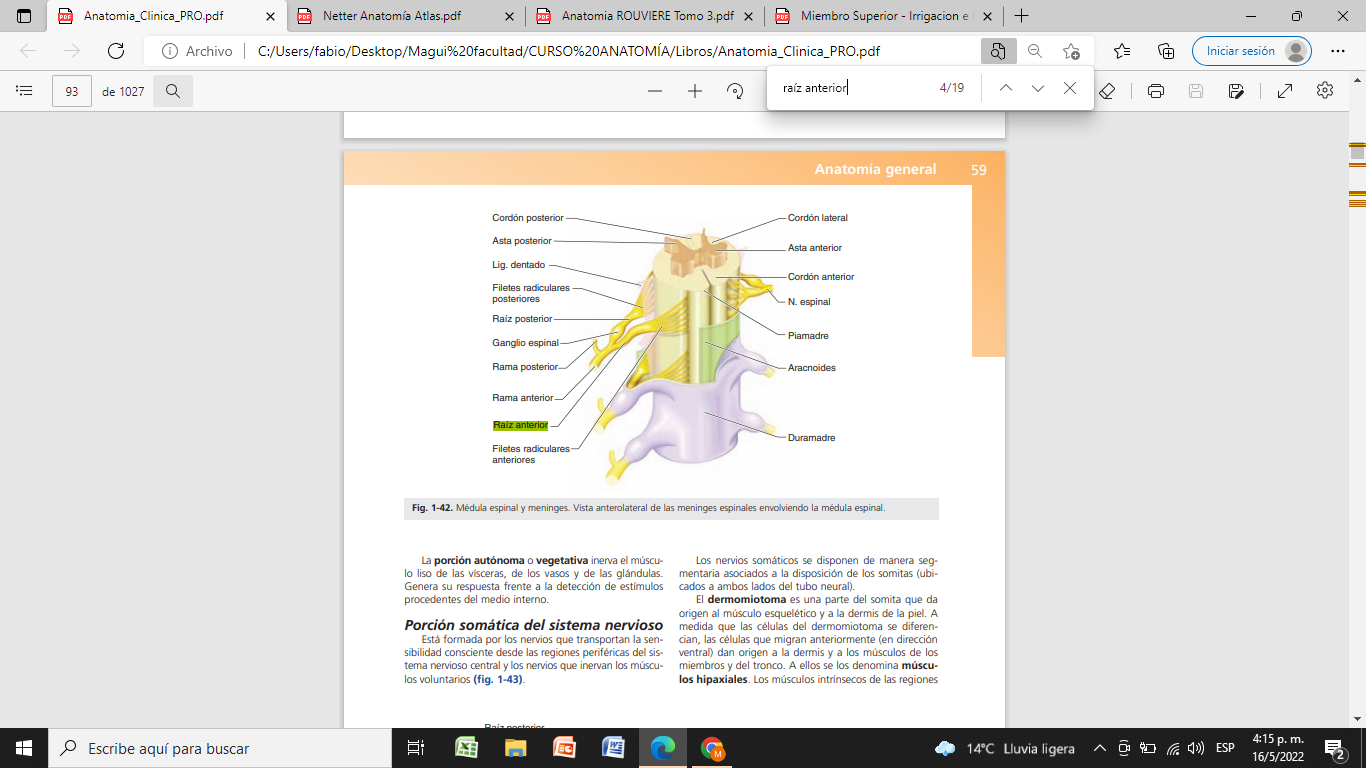 Anatomia_Clinica_PRO.pdf
Netter Anatomía Atlas.pdf
Anatomia ROUVIERE Tomo 3.pdf
Miembro Superior - Irrigacion e
Archivo
C:/Users/fabio/Desktop/Magui%20facultad/CURSO%20ANATOMÍA/Libros/Anatomia_Clinica_PRO.pdf
Iniciar sesión
93 de 1027
raíz anterior 4/19
Anatomía general 59
Cordón posterior
Asta posterior
Lig. dentado
Filetes radiculares
posteriores
Raíz posterior
Ganglio espinal
Rama posterior
Rama anterior
Raíz anterior
Filetes radiculares
anteriores
Cordón lateral
Asta anterior
Cordón anterior
N. espinal
Piamadre
Aracnoides
Duramadre
Fig. 1-42. Médula espinal y meninges. Vista anterolateral de las meninges espinales envolviendo la médula espinal.
La porción autónoma o vegetativa inerva el múscu-
lo liso de las vísceras, de los vasos y de las glándulas.
Genera su respuesta frente a la detección de estímulos
procedentes del medio interno.
Porción somática del sistema nervioso
Está formada por los nervios que transportan la sen-
sibilidad consciente desde las regiones periféricas del sis-
tema nervioso central y los nervios que inervan los múscu-
los voluntarios (fig. 1-43).
Los nervios somáticos se disponen de manera seg-
mentaria asociados a la disposición de los somitas (ubi-
cados a ambos lados del tubo neural).
El dermomiotoma es una parte del somita que da
origen al músculo esquelético y a la dermis de la piel. A
medida que las células del dermomiotoma se diferen-
cian, las células que migran anteriormente (en dirección
ventral) dan origen a la dermis y a los músculos de los
miembros y del tronco. A ellos se los denomina múscu-
los hipaxiales. Los músculos intrínsecos de las regiones
Raíz posterior
Escribe aquí para buscar
14°C Lluvia ligera
ESP
4:15 p. m.
16/5/2022
2